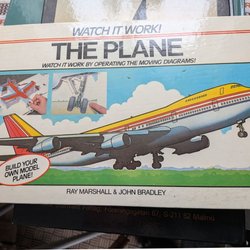 WATCH IT WORK!
THE PLANE
WATCH IT WORK BY OPERATING THE MOVING DIAGRAMS!
BUILD YOUR
OWN MODEL
PLANE!
RAY MARSHALL & JOHN BRADLEY